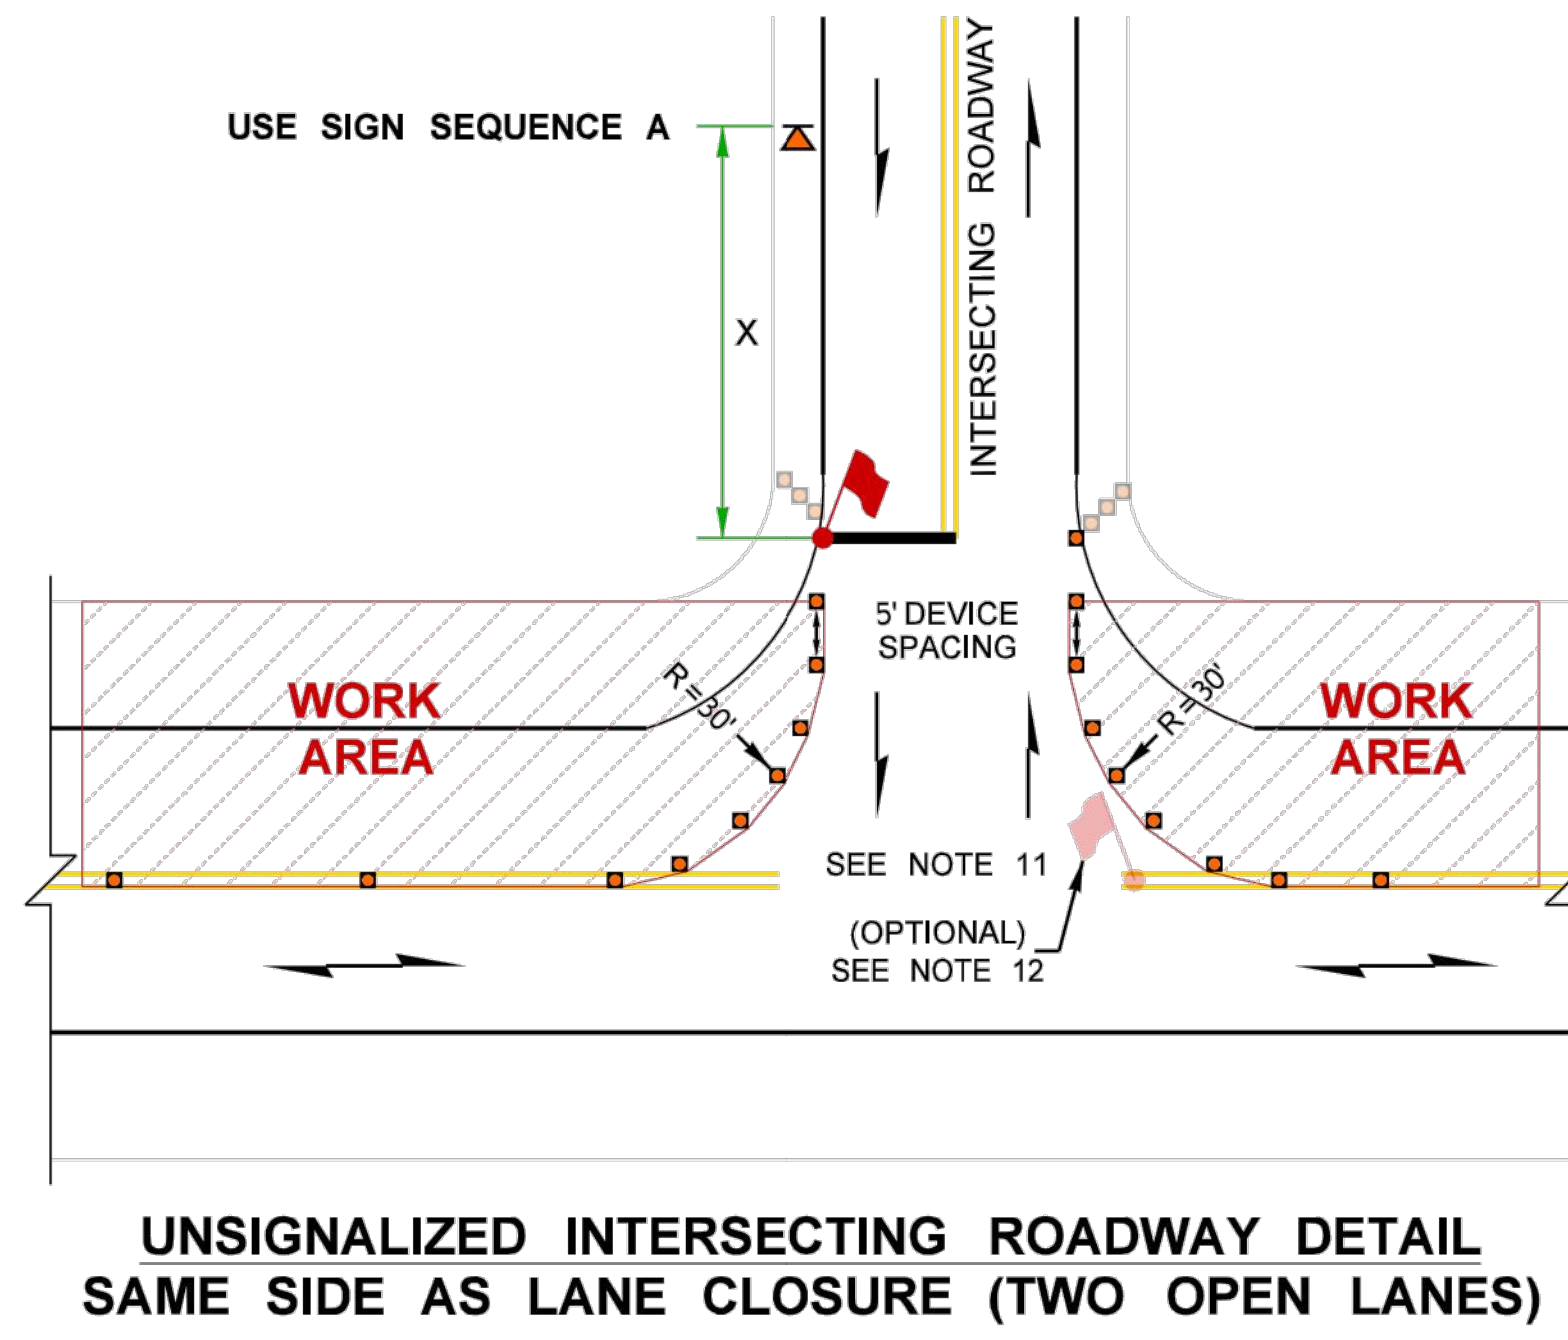 USE SIGN SEQUENCE A
INTERSECTING ROADWAY
X
5' DEVICE
SPACING
R=30'
R=30'
WORK
AREA
WORK
AREA
SEE NOTE 11
(OPTIONAL)
SEE NOTE 12
UNSIGNALIZED INTERSECTING ROADWAY DETAIL
SAME SIDE AS LANE CLOSURE (TWO OPEN LANES)